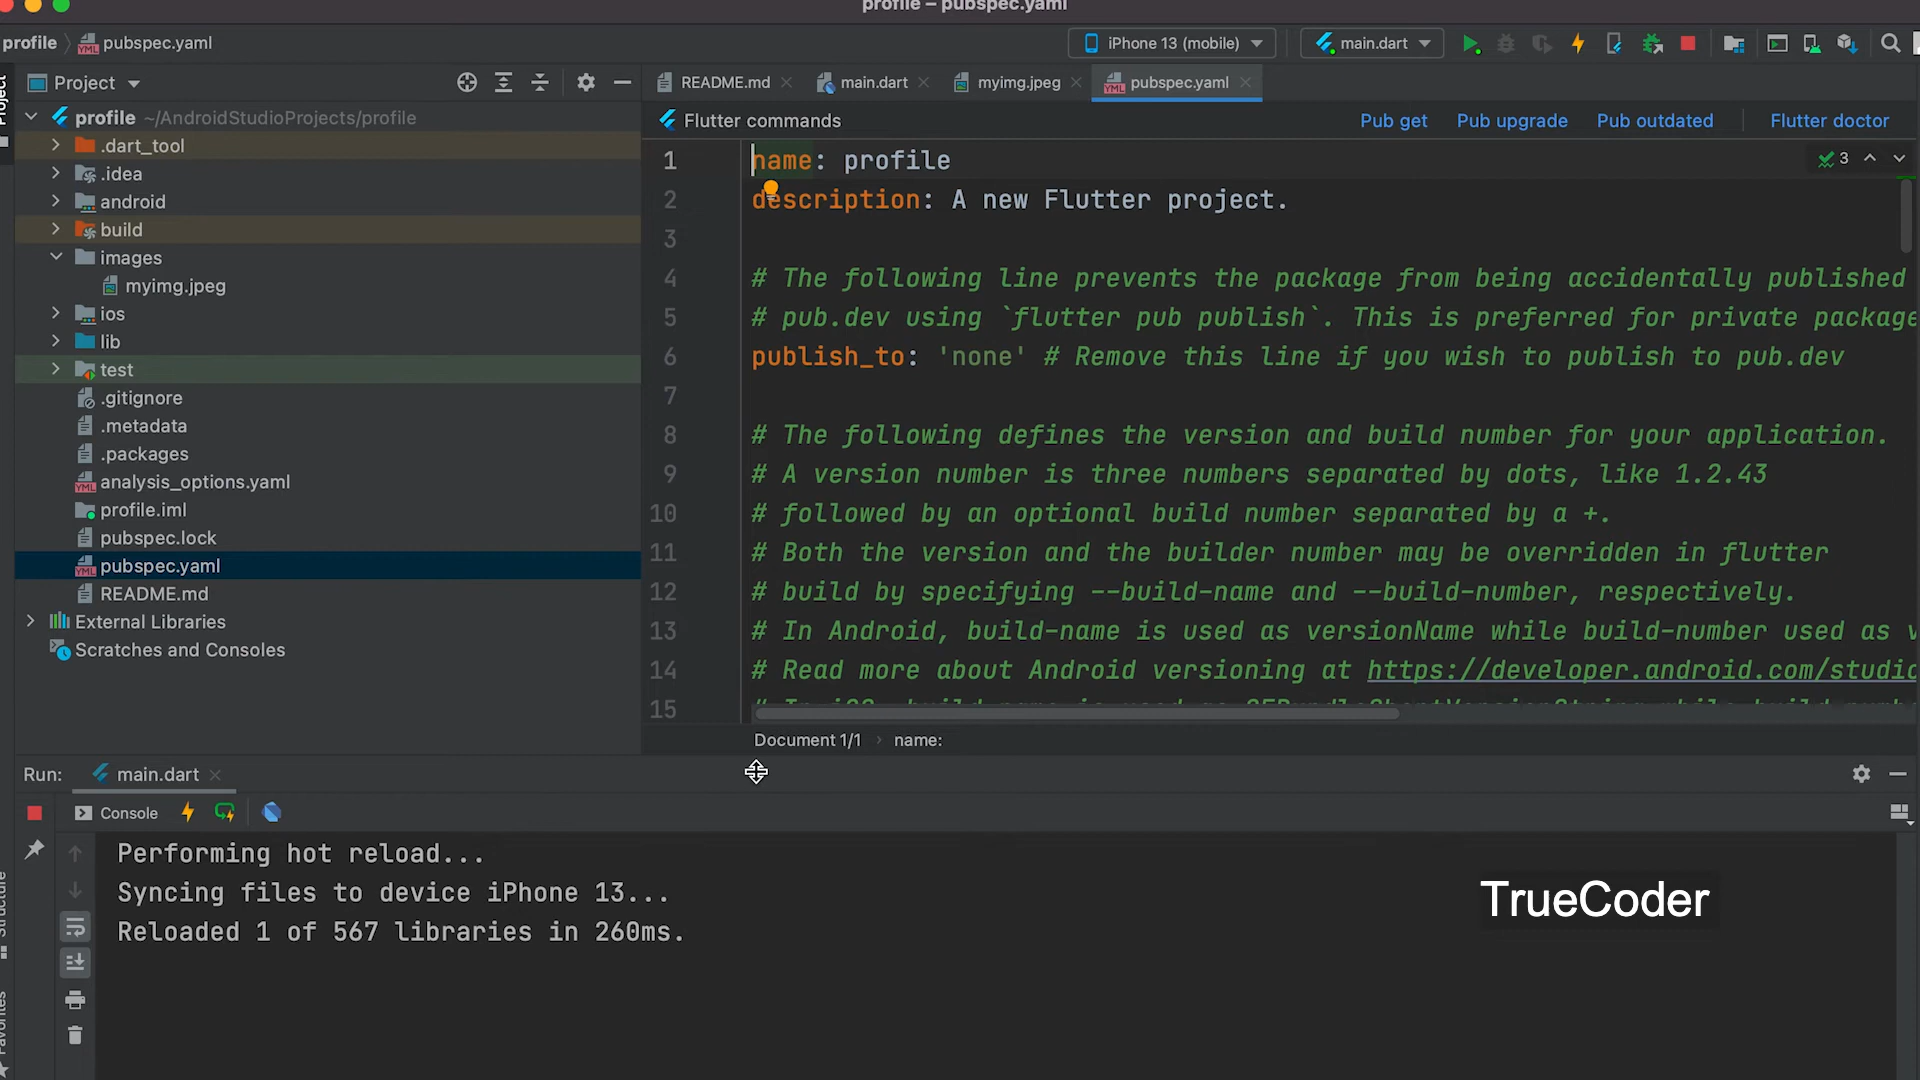 profile – pubspec.yaml
profile
pubspec.yaml
iPhone 13 (mobile)
main.dart
Project
Project
README.md
main.dart
myimg.jpeg
pubspec.yaml
profile ~/AndroidStudioProjects/profile
.dart_tool
.idea
android
build
images
myimg.jpeg
ios
lib
test
.gitignore
.metadata
.packages
analysis_options.yaml
profile.iml
pubspec.lock
pubspec.yaml
README.md
External Libraries
Scratches and Consoles
Flutter commands
Pub get
Pub upgrade
Pub outdated
Flutter doctor
3
1 name: profile
2 description: A new Flutter project.
3
4 # The following line prevents the package from being accidentally published
5 # pub.dev using `flutter pub publish`. This is preferred for private package
6 publish_to: 'none' # Remove this line if you wish to publish to pub.dev
7
8 # The following defines the version and build number for your application.
9 # A version number is three numbers separated by dots, like 1.2.43
10 # followed by an optional build number separated by a +.
11 # Both the version and the builder number may be overridden in flutter
12 # build by specifying --build-name and --build-number, respectively.
13 # In Android, build-name is used as versionName while build-number used as v
14 # Read more about Android versioning at https://developer.android.com/studio
15
Document 1/1
name:
Run:
main.dart
Console
Performing hot reload...
Syncing files to device iPhone 13...
Reloaded 1 of 567 libraries in 260ms.
Structure
Favorites
TrueCoder